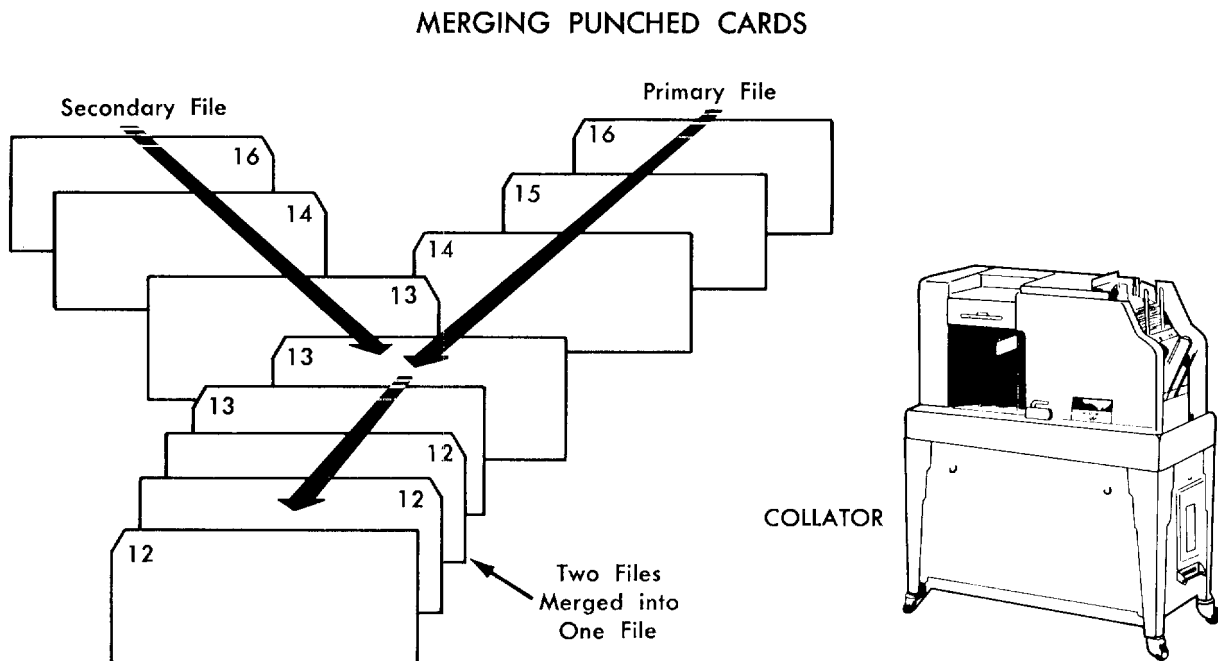 MERGING PUNCHED CARDS
Secondary File
Primary File
16
14
13
16
15
14
13
13
12
12
12
COLLATOR
Two Files
Merged into
One File